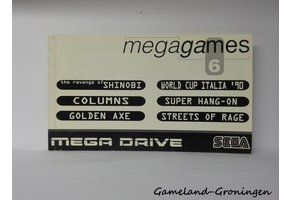 megagames
6
the revenge of SHINOBI
WORLD CUP ITALIA '90
COLUMNS
SUPER HANG-ON
GOLDEN AXE
STREETS OF RAGE
MEGA DRIVE
SEGA
Gameland-Groningen